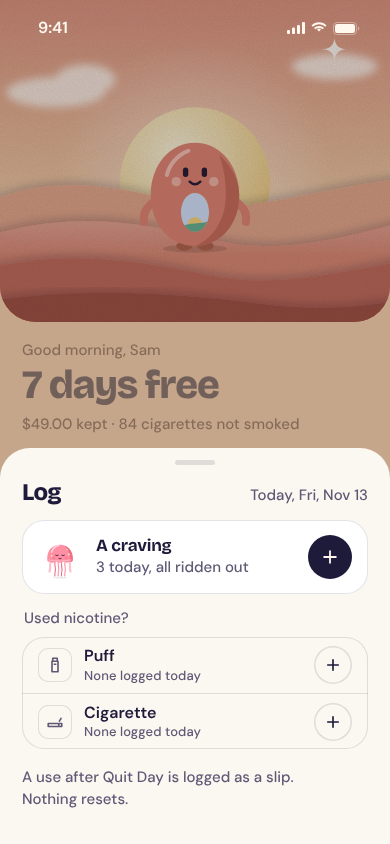 9:41
Good morning, Sam
7 days free
$49.00 kept · 84 cigarettes not smoked
Log
Today, Fri, Nov 13
A craving
3 today, all ridden out
Used nicotine?
Puff
None logged today
Cigarette
None logged today
A use after Quit Day is logged as a slip.
Nothing resets.